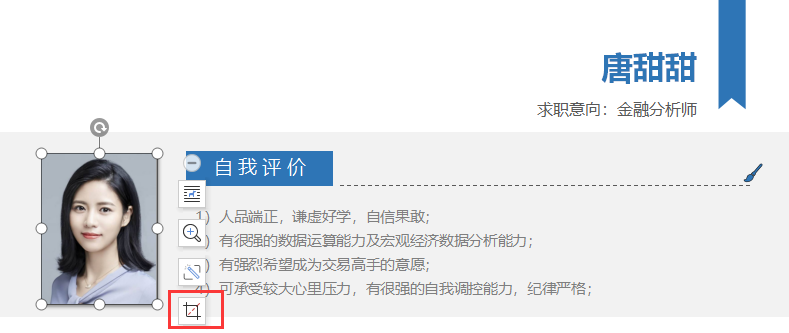 唐甜甜
求职意向：金融分析师
自我评价
1）人品端正，谦虚好学，自信果敢；
）有很强的数据运算能力及宏观经济数据分析能力；
）有强烈希望成为交易高手的意愿；
）可承受较大心里压力，有很强的自我调控能力，纪律严格；